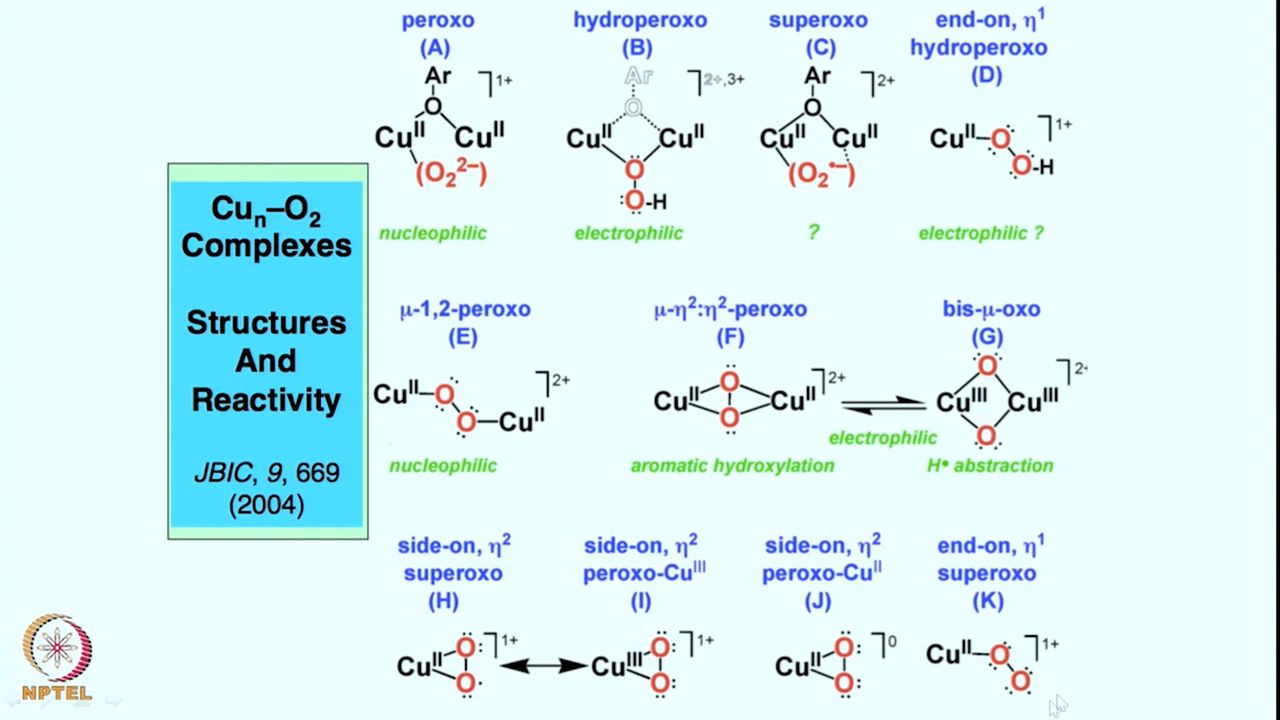 Cuₙ–O₂
Complexes
Structures
And
Reactivity
JBIC, 9, 669
(2004)
peroxo
(A)
Ar
O
Cuᴵᴵ Cuᴵᴵ
(O₂²⁻)
1+
nucleophilic
hydroperoxo
(B)
Ar
O
Cuᴵᴵ Cuᴵᴵ
O
:O-H
2+,3+
electrophilic
superoxo
(C)
Ar
O
Cuᴵᴵ Cuᴵᴵ
(O₂•⁻)
2+
?
end-on, η¹
hydroperoxo
(D)
Cuᴵᴵ–O
O-H
1+
electrophilic ?
μ-1,2-peroxo
(E)
Cuᴵᴵ–O
O–Cuᴵᴵ
2+
nucleophilic
μ-η²:η²-peroxo
(F)
O
Cuᴵᴵ Cuᴵᴵ
O
2+
aromatic hydroxylation
electrophilic
bis-μ-oxo
(G)
O
Cuᴵᴵᴵ Cuᴵᴵᴵ
O
2+
H• abstraction
side-on, η²
superoxo
(H)
Cuᴵᴵ O:
O
1+
side-on, η²
peroxo-Cuᴵᴵᴵ
(I)
Cuᴵᴵᴵ O:
O:
1+
side-on, η²
peroxo-Cuᴵᴵ
(J)
Cuᴵᴵ O:
O:
0
end-on, η¹
superoxo
(K)
Cuᴵᴵ–O
O
1+
NPTEL